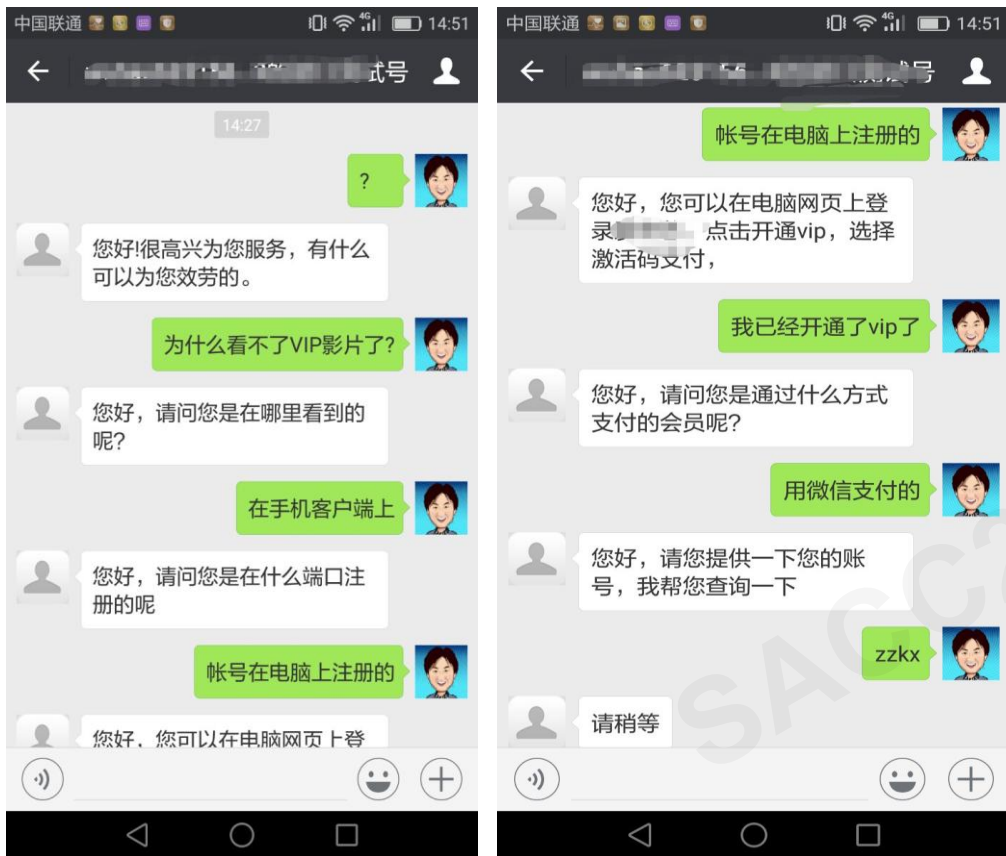 中国联通
4G
14:51
试号
14:27
?
您好!很高兴为您服务，有什么
可以为您效劳的。
为什么看不了VIP影片了?
您好，请问您是在哪里看到的
呢?
在手机客户端上
您好，请问您是在什么端口注
册的呢
帐号在电脑上注册的
您好，您可以在电脑网页上登
中国联通
4G
14:51
试号
帐号在电脑上注册的
您好，您可以在电脑网页上登
录
点击开通vip，选择
激活码支付，
我已经开通了vip了
您好，请问您是通过什么方式
支付的会员呢?
用微信支付的
您好，请您提供一下您的账
号，我帮您查询一下
zzkx
请稍等